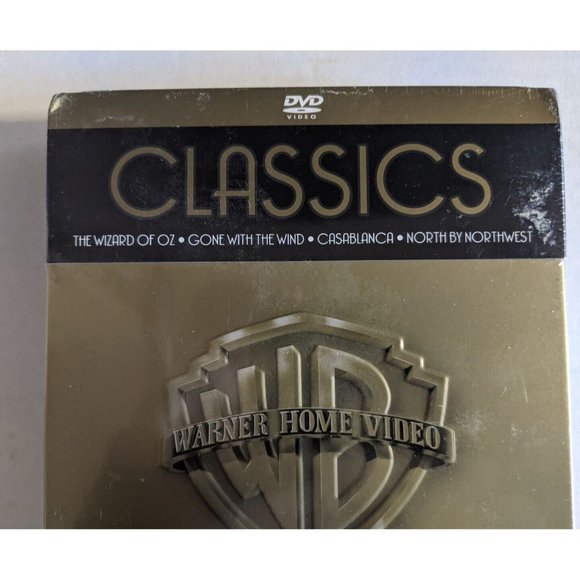 DVD
VIDEO
CLASSICS
THE WIZARD OF OZ • GONE WITH THE WIND • CASABLANCA • NORTH BY NORTHWEST
WB
WARNER HOME VIDEO